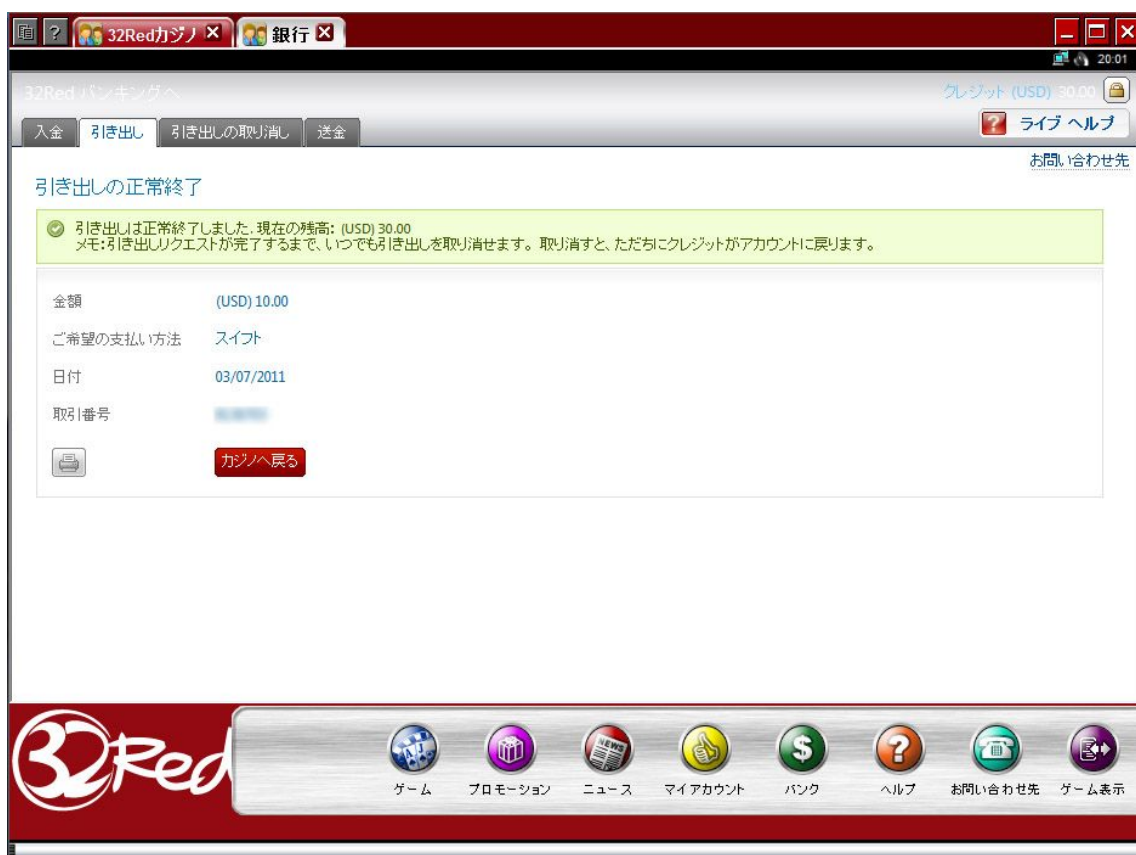 32Redカジノ
銀行
20:01
32Red バンキングへ
クレジット (USD) 30.00
入金
引き出し
引き出しの取り消し
送金
ライブ ヘルプ
お問い合わせ先
引き出しの正常終了
引き出しは正常終了しました. 現在の残高: (USD) 30.00
メモ:引き出しリクエストが完了するまで、いつでも引き出しを取り消せます。取り消すと、ただちにクレジットがアカウントに戻ります。
金額 (USD) 10.00
ご希望の支払い方法 スイフト
日付 03/07/2011
取引番号
カジノへ戻る
32Red
NEWS
ゲーム
プロモーション
ニュース
マイアカウント
バンク
ヘルプ
お問い合わせ先
ゲーム表示